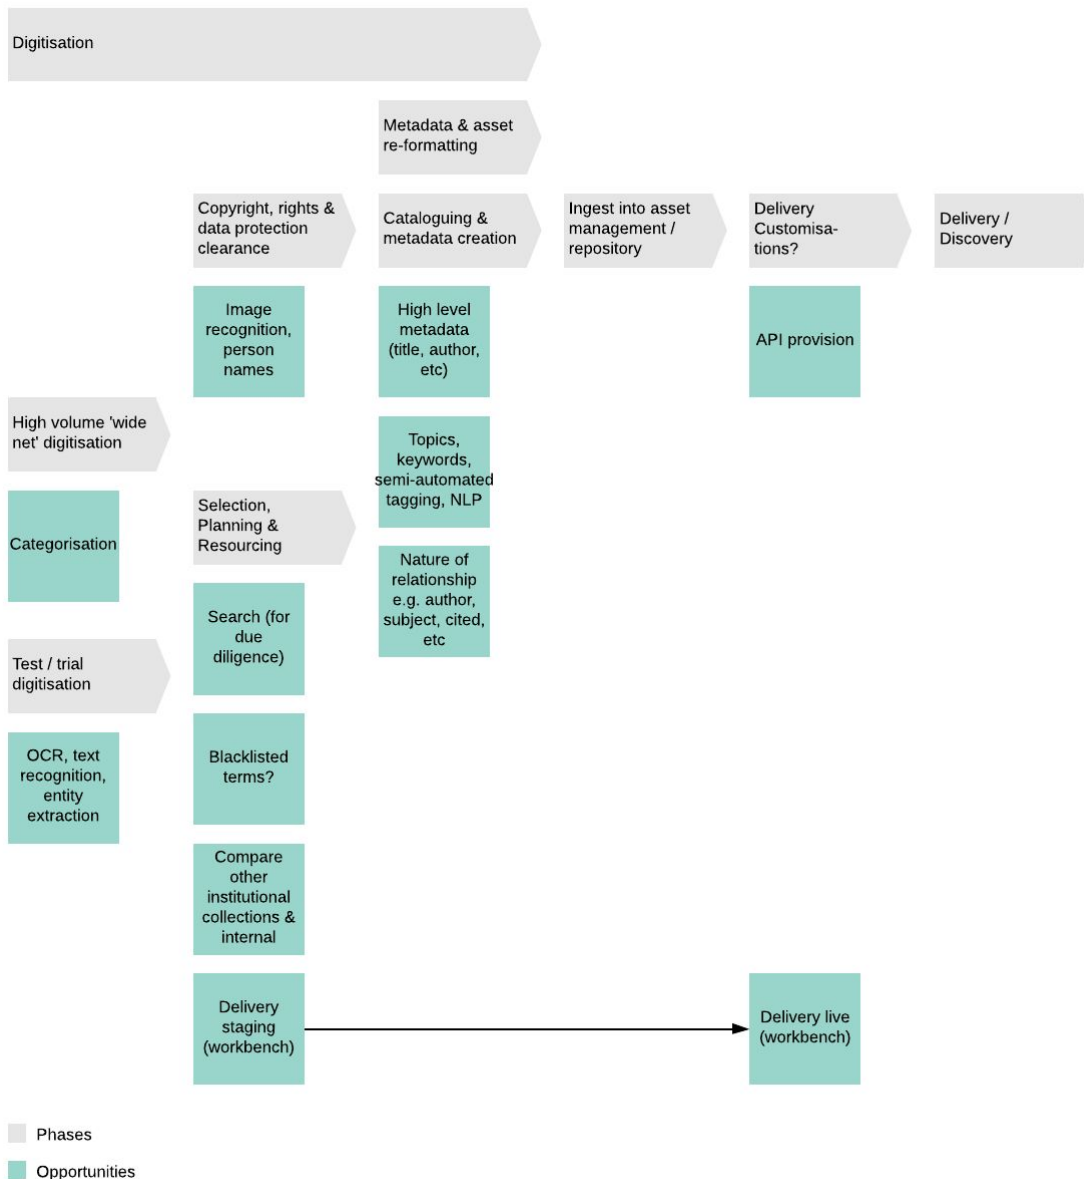 Digitisation
Metadata & asset
re-formatting
Copyright, rights &
data protection
clearance
Cataloguing &
metadata creation
Ingest into asset
management /
repository
Delivery
Customisa-
tions?
Delivery /
Discovery
Image
recognition,
person
names
High level
metadata
(title, author,
etc)
API provision
High volume 'wide
net' digitisation
Topics,
keywords,
semi-automated
tagging, NLP
Categorisation
Selection,
Planning &
Resourcing
Nature of
relationship
e.g. author,
subject, cited,
etc
Search (for
due
diligence)
Test / trial
digitisation
OCR, text
recognition,
entity
extraction
Blacklisted
terms?
Compare
other
institutional
collections &
internal
Delivery
staging
(workbench)
Delivery live
(workbench)
Phases
Opportunities